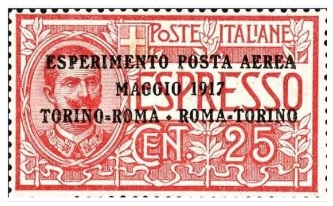 POSTE ITALIANE
ESPERIMENTO POSTA AEREA
MAGGIO 1917
ESPRESSO
TORINO=ROMA • ROMA=TORINO
CENT. 25